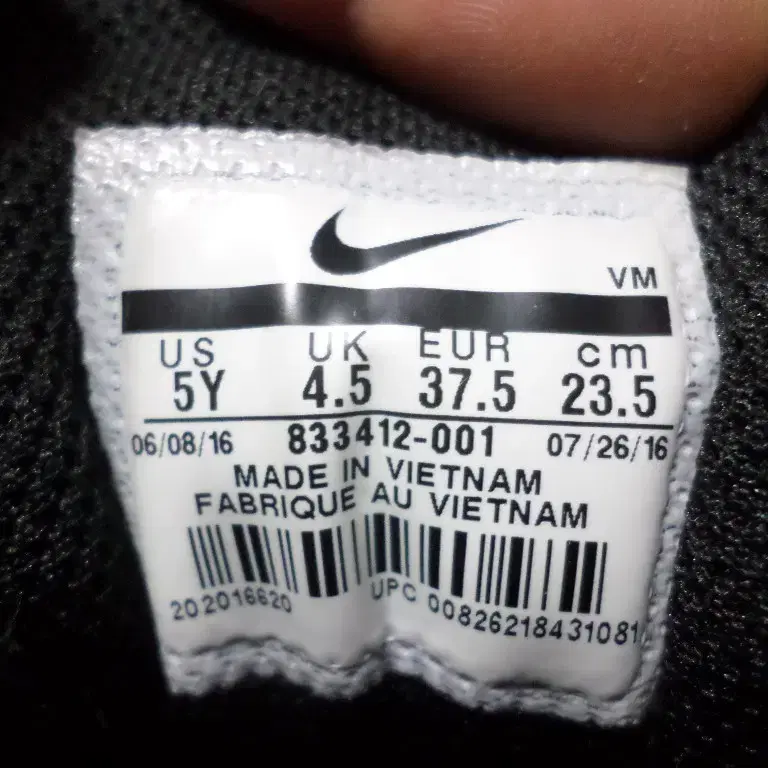 VM
US UK EUR cm
5Y 4.5 37.5 23.5
06/08/16 833412-001 07/26/16
MADE IN VIETNAM
FABRIQUE AU VIETNAM
202016620 UPC 00826218431081